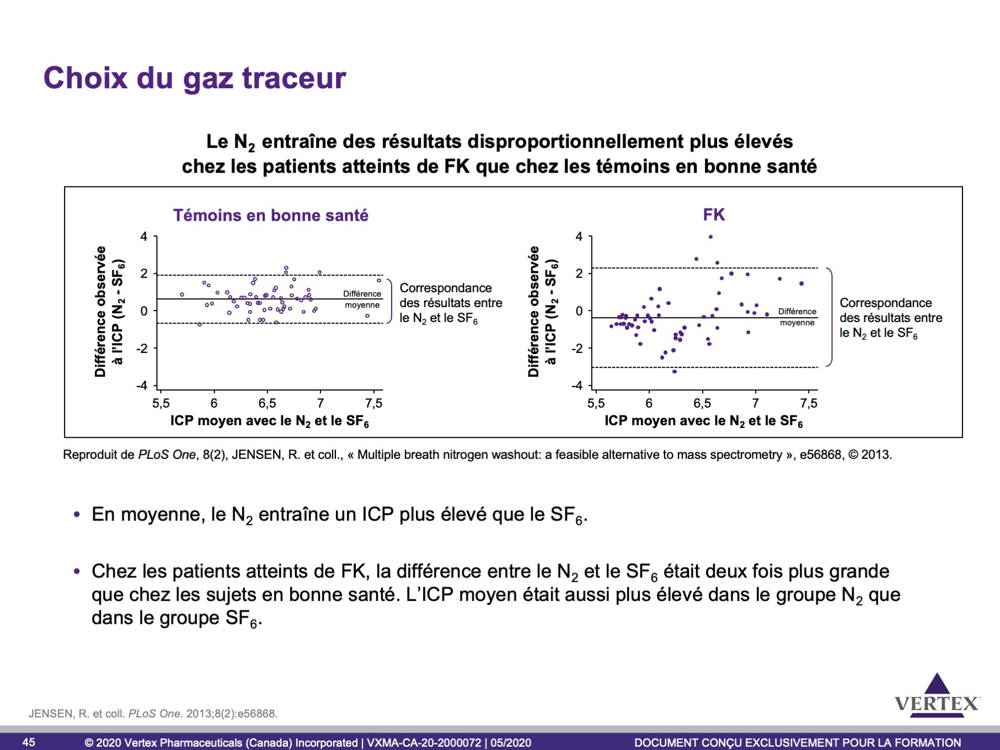 Choix du gaz traceur
Le N₂ entraîne des résultats disproportionnellement plus élevés
chez les patients atteints de FK que chez les témoins en bonne santé
Témoins en bonne santé
Différence observée
à l'ICP (N₂ - SF₆)
4
2
0
-2
-4
Différence
moyenne
Correspondance
des résultats entre
le N₂ et le SF₆
5,5 6 6,5 7 7,5
ICP moyen avec le N₂ et le SF₆
FK
Différence observée
à l'ICP (N₂ - SF₆)
4
2
0
-2
-4
Différence
moyenne
Correspondance
des résultats entre
le N₂ et le SF₆
5,5 6 6,5 7 7,5
ICP moyen avec le N₂ et le SF₆
Reproduit de PLoS One, 8(2), JENSEN, R. et coll., « Multiple breath nitrogen washout: a feasible alternative to mass spectrometry », e56868, © 2013.
• En moyenne, le N₂ entraîne un ICP plus élevé que le SF₆.
• Chez les patients atteints de FK, la différence entre le N₂ et le SF₆ était deux fois plus grande
que chez les sujets en bonne santé. L'ICP moyen était aussi plus élevé dans le groupe N₂ que
dans le groupe SF₆.
VERTEX
JENSEN, R. et coll. PLoS One. 2013;8(2):e56868.
45 © 2020 Vertex Pharmaceuticals (Canada) Incorporated | VXMA-CA-20-2000072 | 05/2020 DOCUMENT CONÇU EXCLUSIVEMENT POUR LA FORMATION